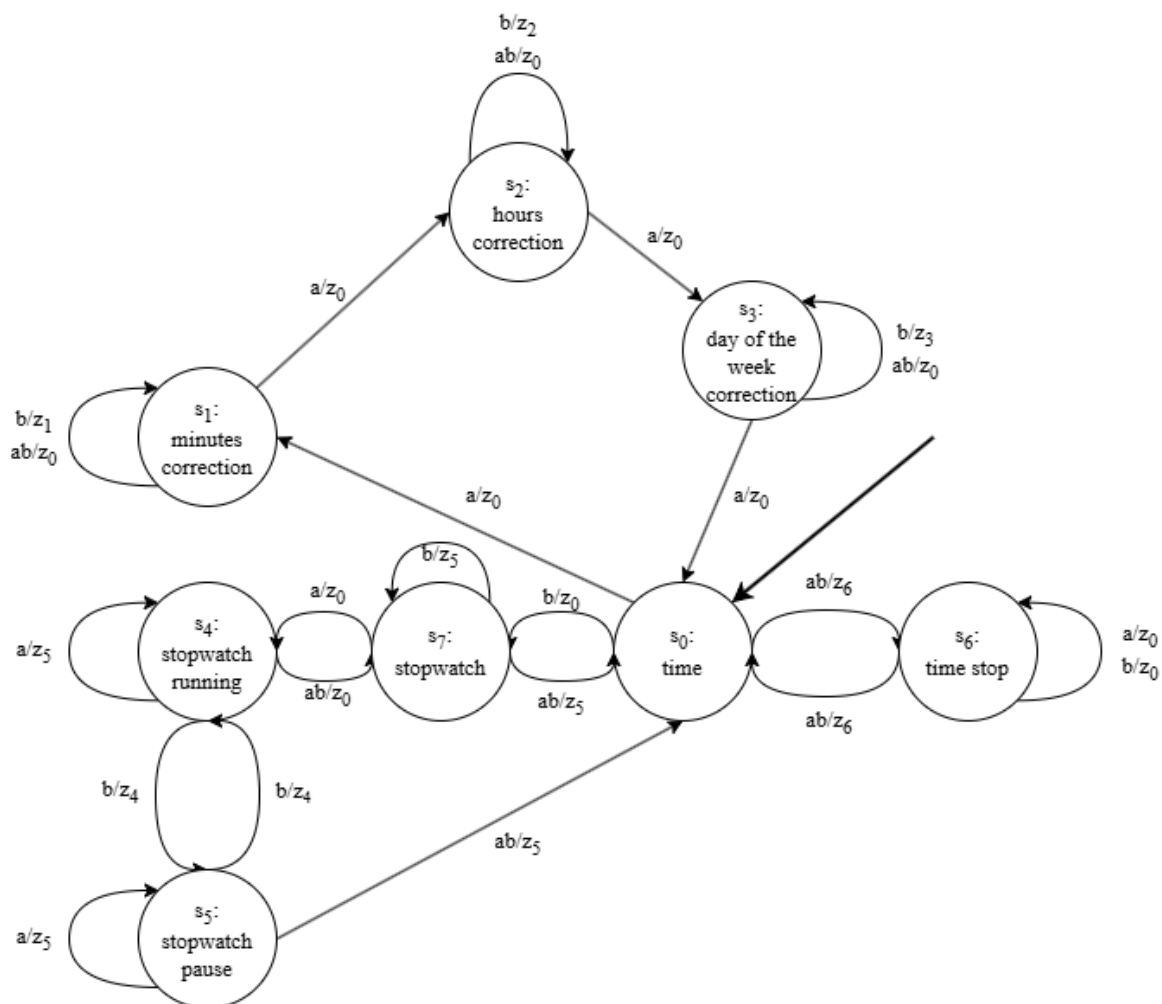 b/z2
ab/z0
s2:
hours
correction
a/z0
a/z0
s3:
day of the
week
correction
b/z3
ab/z0
s1:
minutes
correction
b/z1
ab/z0
a/z0
a/z0
b/z5
a/z0
b/z0
ab/z6
s4:
stopwatch
running
a/z5
s7:
stopwatch
s0:
time
s6:
time stop
a/z0
b/z0
ab/z0
ab/z5
ab/z6
b/z4
b/z4
ab/z5
s5:
stopwatch
pause
a/z5